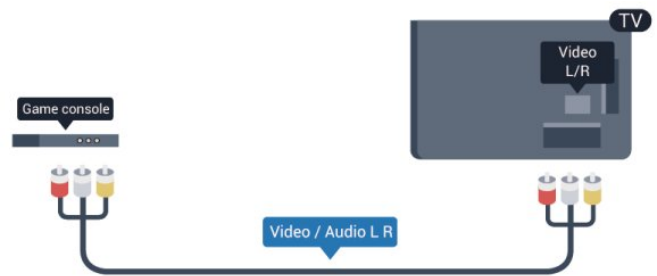 TV
Video
L/R
Game console
Video / Audio L R